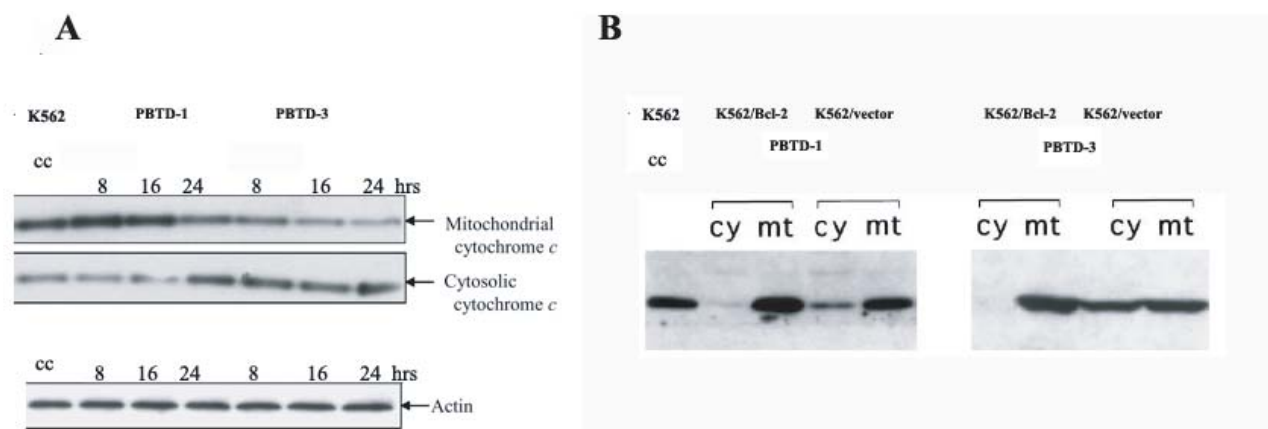 A
K562 PBTD-1 PBTD-3
cc
8 16 24 8 16 24 hrs
Mitochondrial
cytochrome c
Cytosolic
cytochrome c
cc
8 16 24 8 16 24 hrs
Actin
B
K562 K562/Bcl-2 K562/vector K562/Bcl-2 K562/vector
PBTD-1 PBTD-3
cc
cy mt cy mt cy mt cy mt